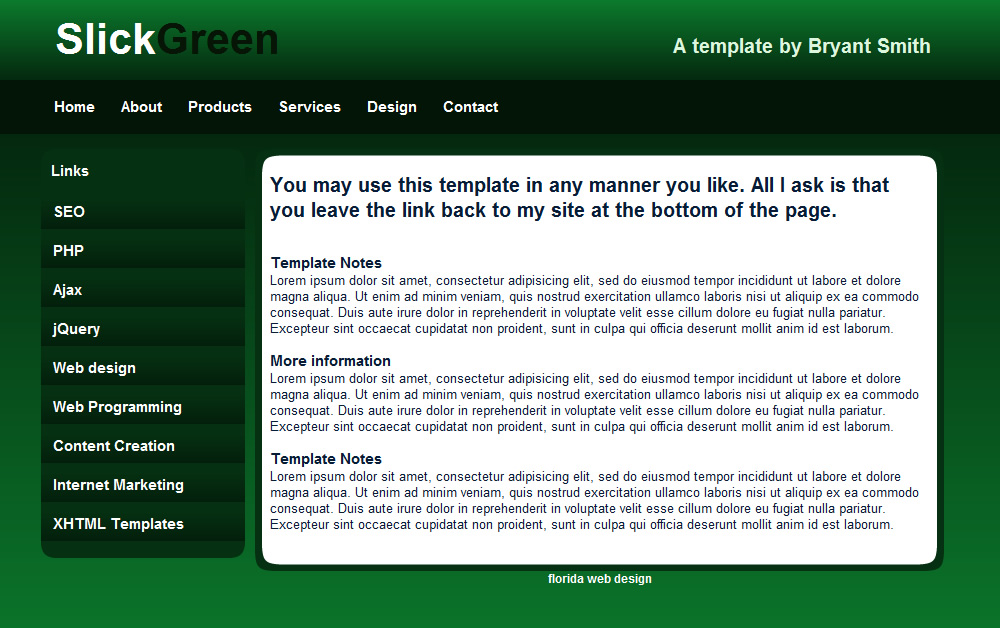 SlickGreen
A template by Bryant Smith
Home About Products Services Design Contact
Links
SEO
PHP
Ajax
jQuery
Web design
Web Programming
Content Creation
Internet Marketing
XHTML Templates
You may use this template in any manner you like. All I ask is that
you leave the link back to my site at the bottom of the page.
Template Notes
Lorem ipsum dolor sit amet, consectetur adipisicing elit, sed do eiusmod tempor incididunt ut labore et dolore
magna aliqua. Ut enim ad minim veniam, quis nostrud exercitation ullamco laboris nisi ut aliquip ex ea commodo
consequat. Duis aute irure dolor in reprehenderit in voluptate velit esse cillum dolore eu fugiat nulla pariatur.
Excepteur sint occaecat cupidatat non proident, sunt in culpa qui officia deserunt mollit anim id est laborum.
More information
Lorem ipsum dolor sit amet, consectetur adipisicing elit, sed do eiusmod tempor incididunt ut labore et dolore
magna aliqua. Ut enim ad minim veniam, quis nostrud exercitation ullamco laboris nisi ut aliquip ex ea commodo
consequat. Duis aute irure dolor in reprehenderit in voluptate velit esse cillum dolore eu fugiat nulla pariatur.
Excepteur sint occaecat cupidatat non proident, sunt in culpa qui officia deserunt mollit anim id est laborum.
Template Notes
Lorem ipsum dolor sit amet, consectetur adipisicing elit, sed do eiusmod tempor incididunt ut labore et dolore
magna aliqua. Ut enim ad minim veniam, quis nostrud exercitation ullamco laboris nisi ut aliquip ex ea commodo
consequat. Duis aute irure dolor in reprehenderit in voluptate velit esse cillum dolore eu fugiat nulla pariatur.
Excepteur sint occaecat cupidatat non proident, sunt in culpa qui officia deserunt mollit anim id est laborum.
florida web design